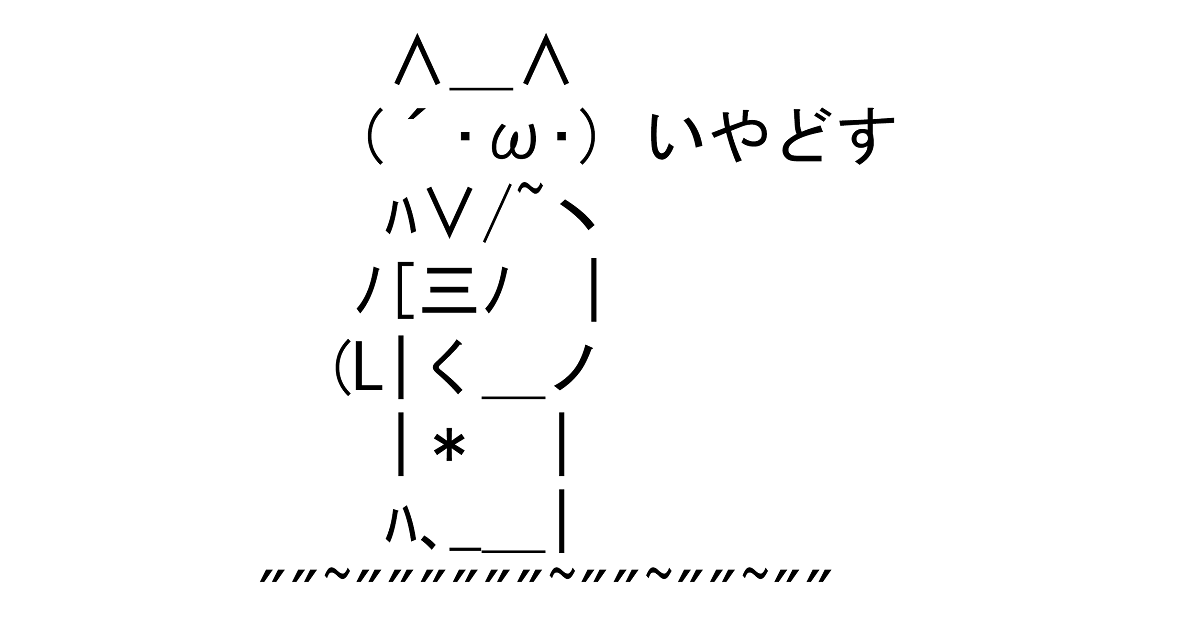 ∧＿∧
　 (´･ω･)　いやどす
　　ﾊ∨/~ヽ
　 ﾉ[三ﾉ　 |
　(L|く＿ノ
　　|*　　|
　　ﾊ､_＿|
〃〃~〃〃〃〃〃〃~〃〃~〃〃~〃〃